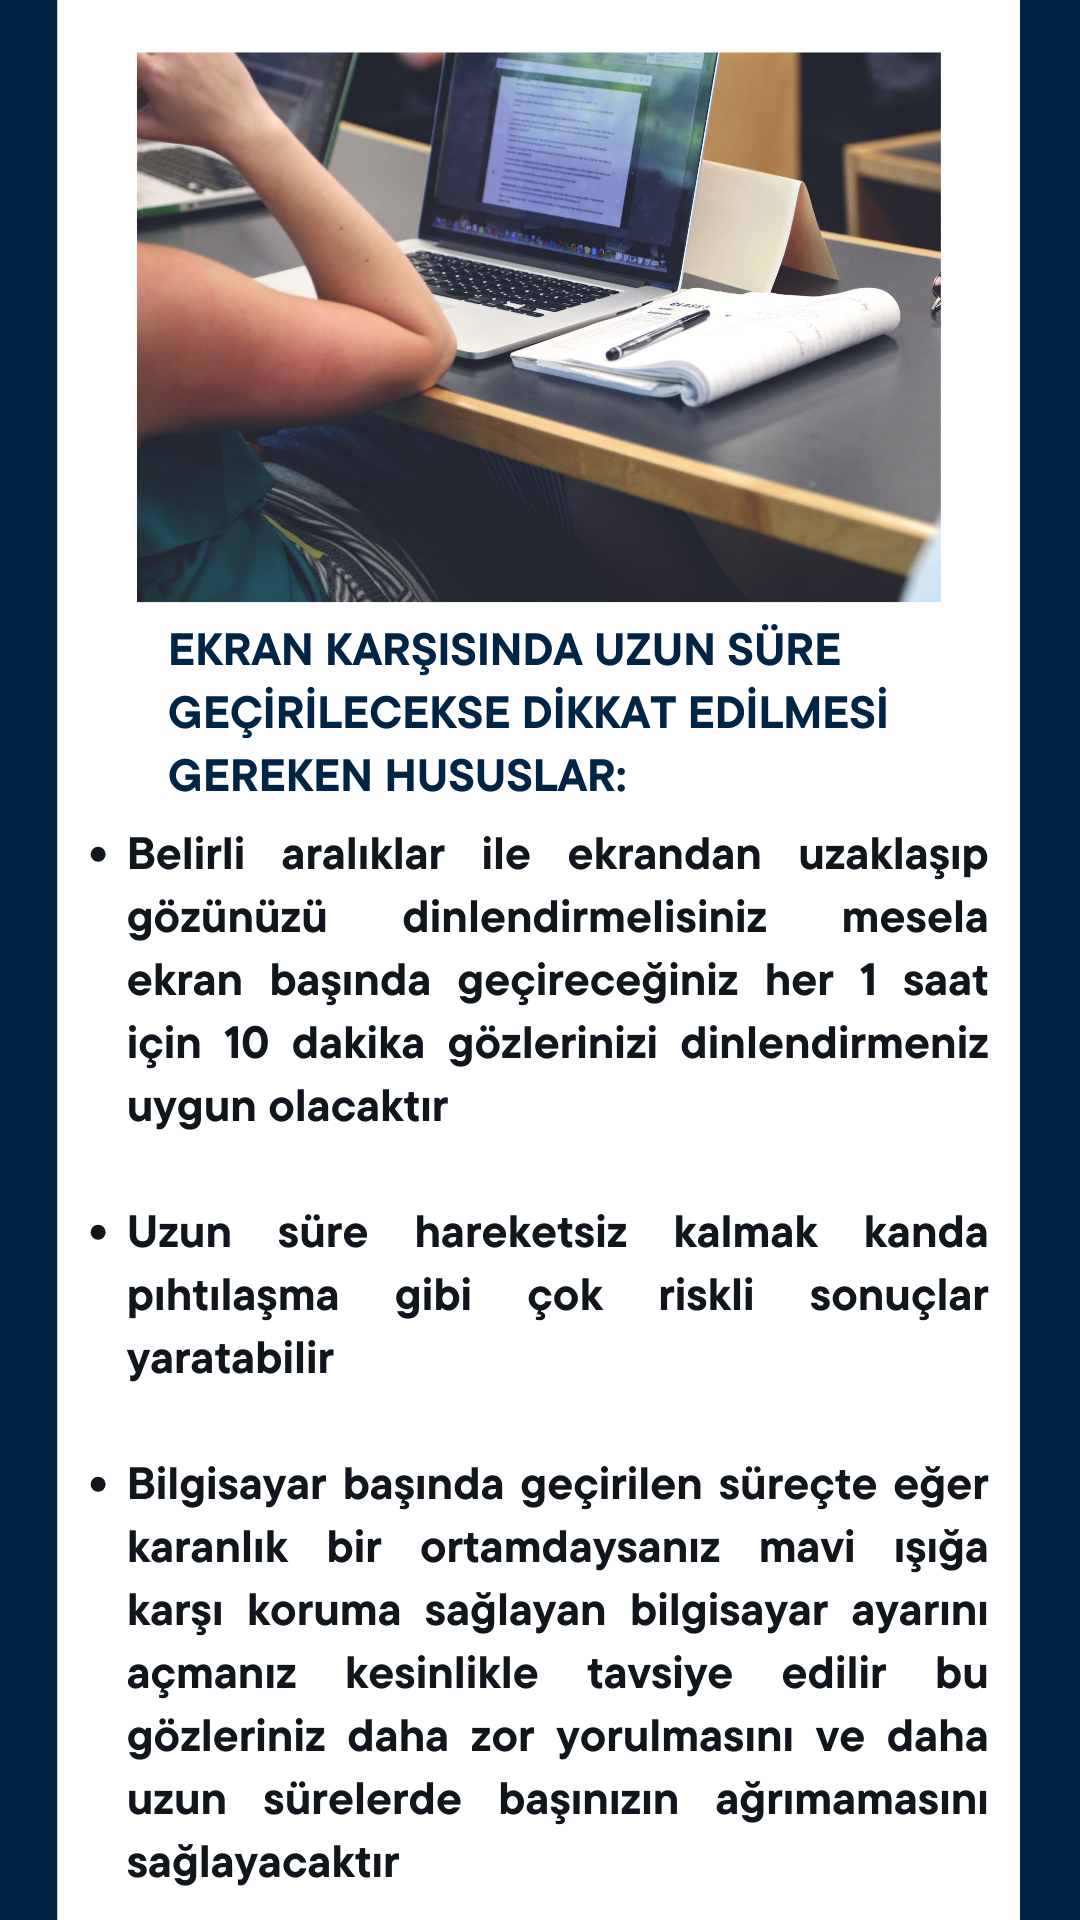 EKRAN KARŞISINDA UZUN SÜRE
GEÇİRİLECEKSE DİKKAT EDİLMESİ
GEREKEN HUSUSLAR:
• Belirli aralıklar ile ekrandan uzaklaşıp
gözünüzü dinlendirmelisiniz mesela
ekran başında geçireceğiniz her 1 saat
için 10 dakika gözlerinizi dinlendirmeniz
uygun olacaktır
• Uzun süre hareketsiz kalmak kanda
pıhtılaşma gibi çok riskli sonuçlar
yaratabilir
• Bilgisayar başında geçirilen süreçte eğer
karanlık bir ortamdaysanız mavi ışığa
karşı koruma sağlayan bilgisayar ayarını
açmanız kesinlikle tavsiye edilir bu
gözleriniz daha zor yorulmasını ve daha
uzun sürelerde başınızın ağrımamasını
sağlayacaktır